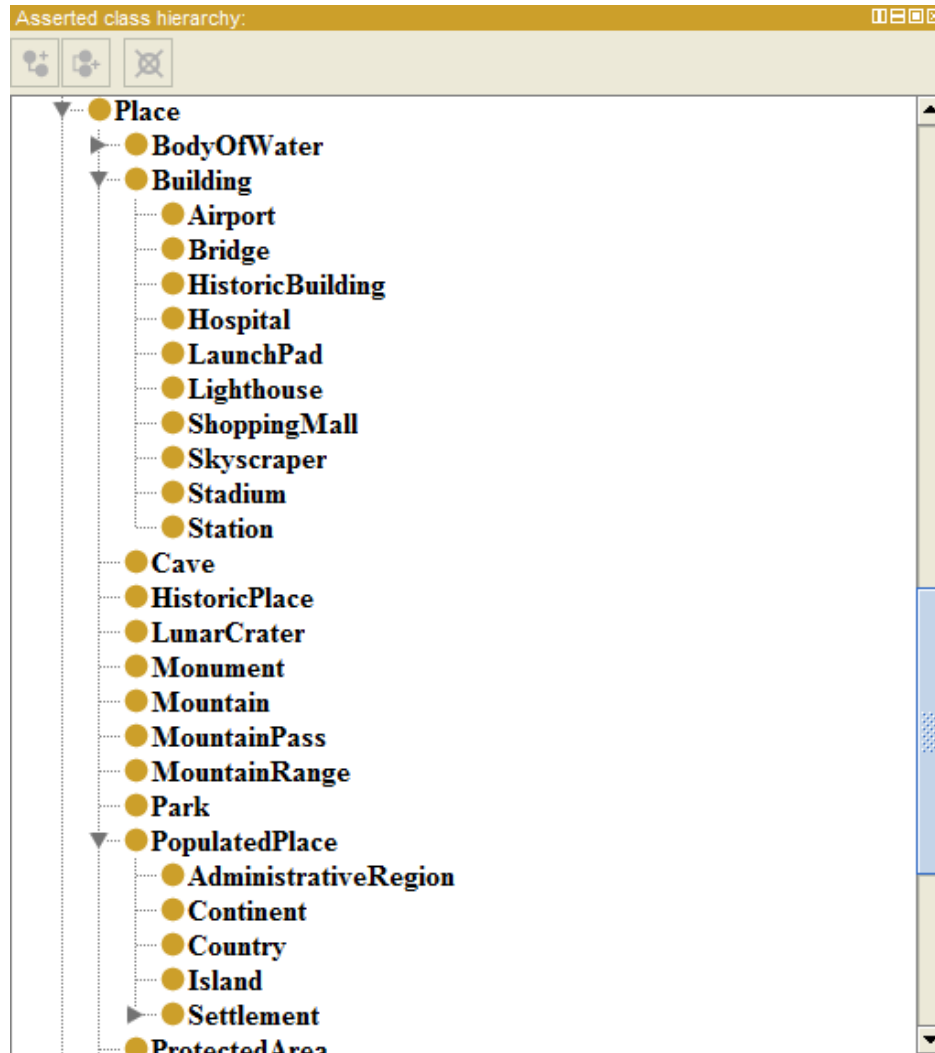 Asserted class hierarchy:
Place
BodyOfWater
Building
Airport
Bridge
HistoricBuilding
Hospital
LaunchPad
Lighthouse
ShoppingMall
Skyscraper
Stadium
Station
Cave
HistoricPlace
LunarCrater
Monument
Mountain
MountainPass
MountainRange
Park
PopulatedPlace
AdministrativeRegion
Continent
Country
Island
Settlement
ProtectedArea